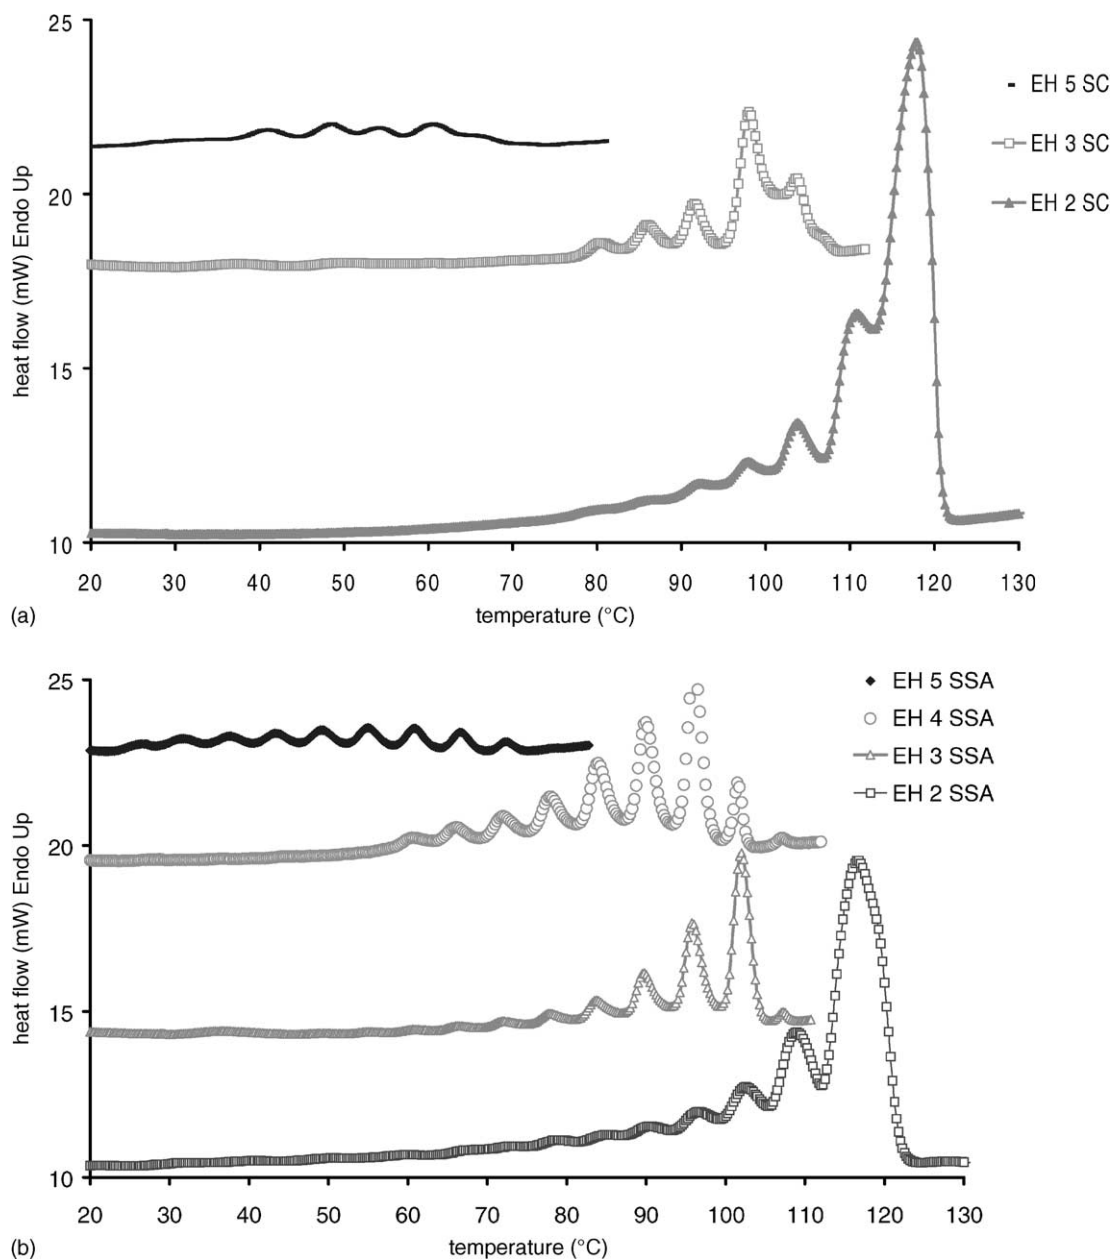 25
20
15
10
heat flow (mW) Endo Up
EH 5 SC
EH 3 SC
EH 2 SC
20 30 40 50 60 70 80 90 100 110 120 130
temperature (°C)
(a)
25
20
15
10
heat flow (mW) Endo Up
EH 5 SSA
EH 4 SSA
EH 3 SSA
EH 2 SSA
20 30 40 50 60 70 80 90 100 110 120 130
temperature (°C)
(b)